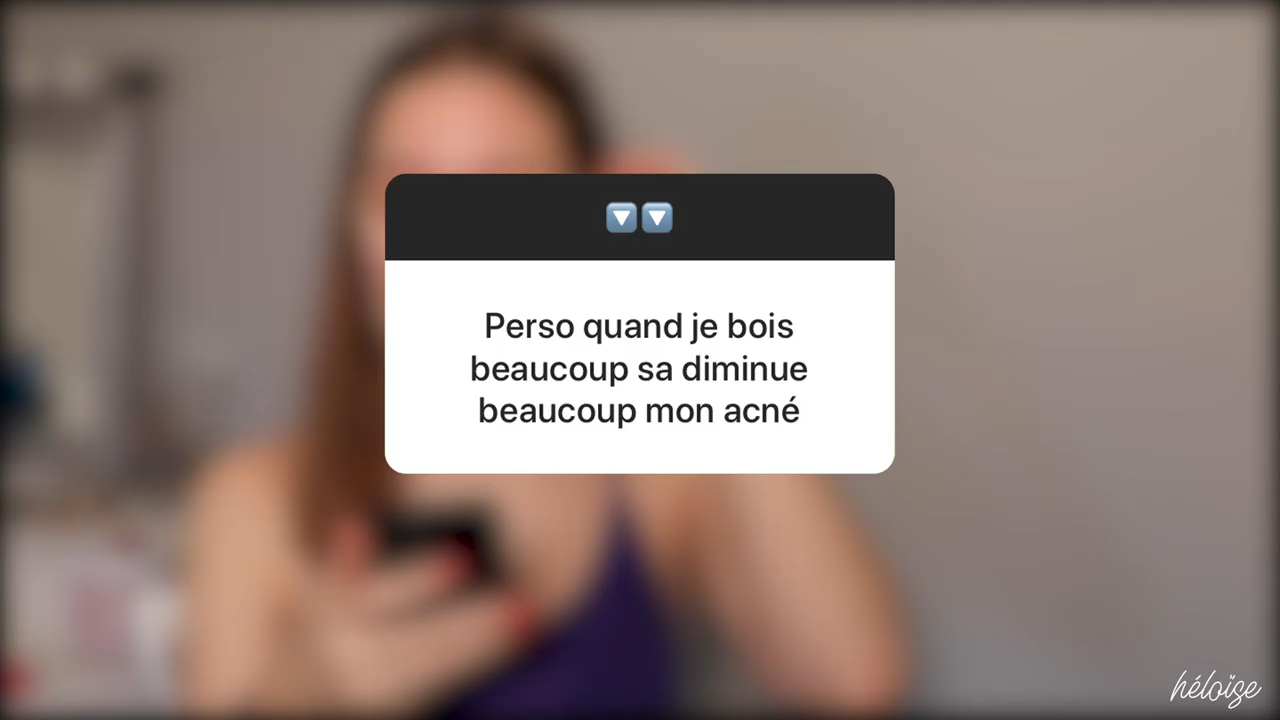 🔽🔽
Perso quand je bois
beaucoup sa diminue
beaucoup mon acné
héloïse